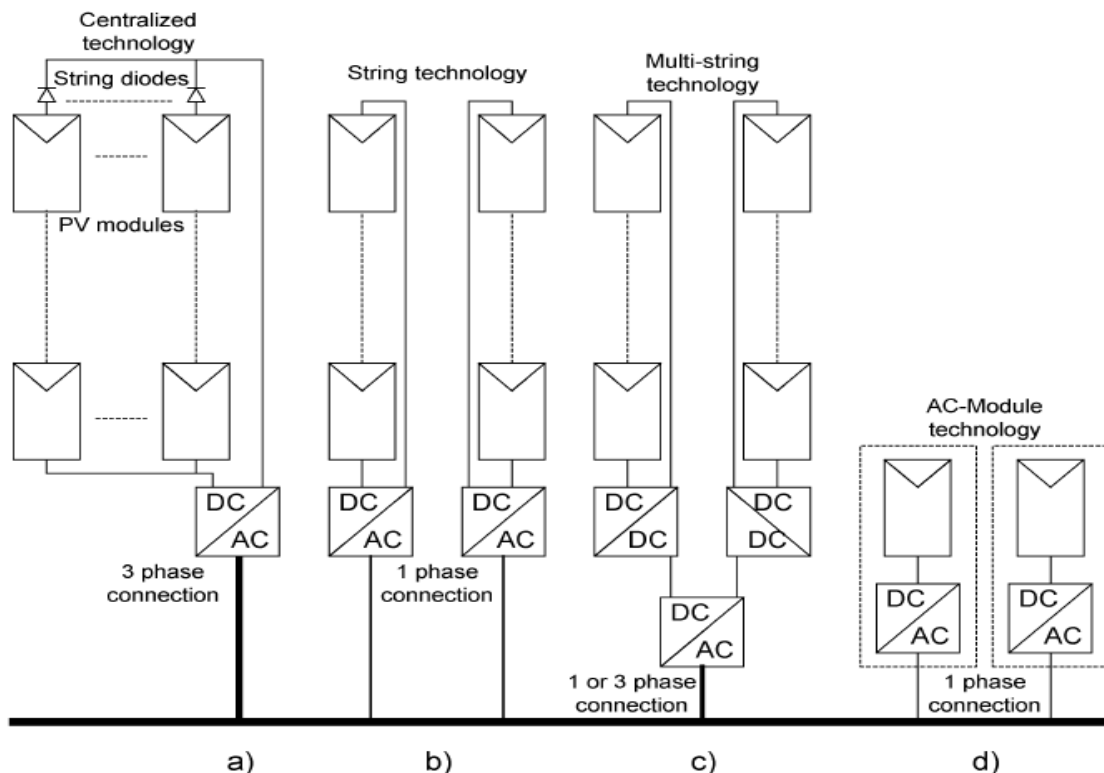 Centralized
technology
String diodes
PV modules
DC
AC
3 phase
connection
a)
String technology
DC
AC
DC
AC
1 phase
connection
b)
Multi-string
technology
DC
DC
DC
DC
DC
AC
1 or 3 phase
connection
c)
AC-Module
technology
DC
AC
DC
AC
1 phase
connection
d)